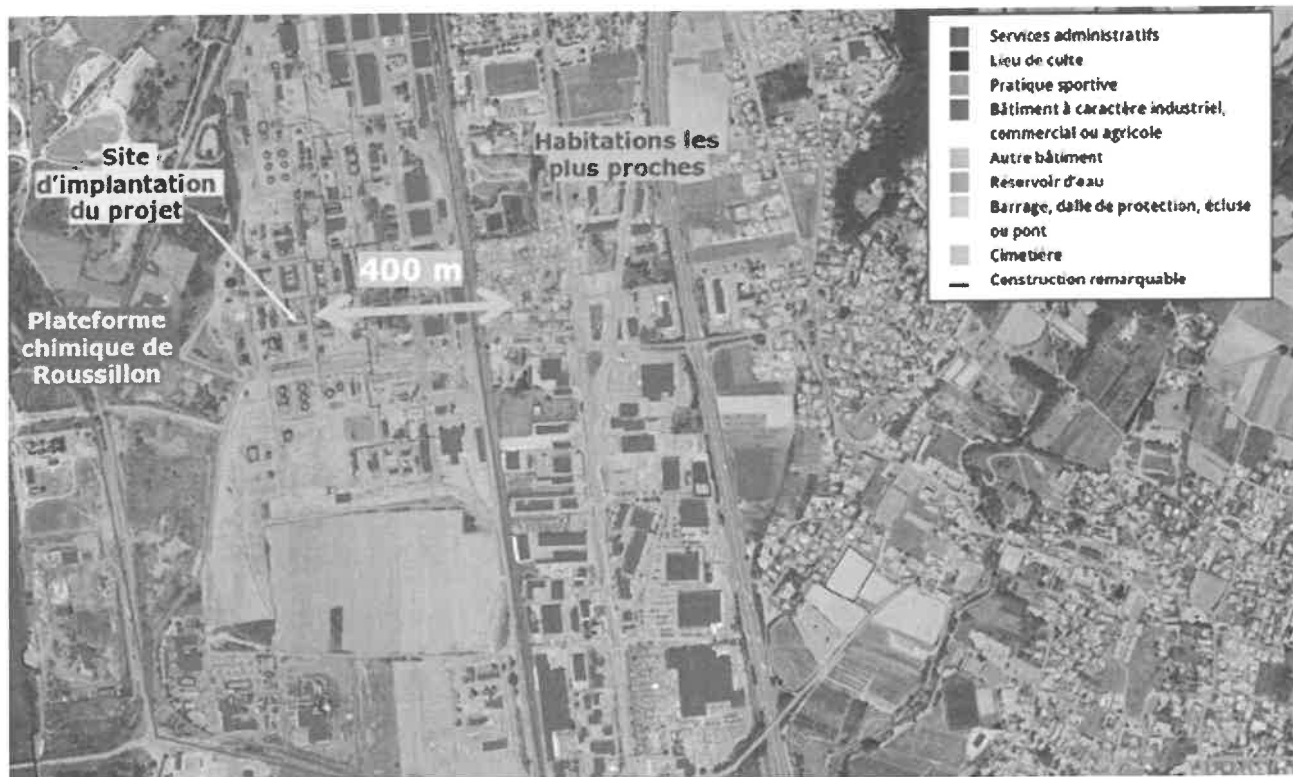 Site
d'implantation
du projet
Plateforme
chimique de
Roussillon
400 m
Habitations les
plus proches
Services administratifs
Lieu de culte
Pratique sportive
Bâtiment à caractère industriel,
commercial ou agricole
Autre bâtiment
Réservoir d'eau
Barrage, dalle de protection, écluse
ou pont
Cimetière
Construction remarquable